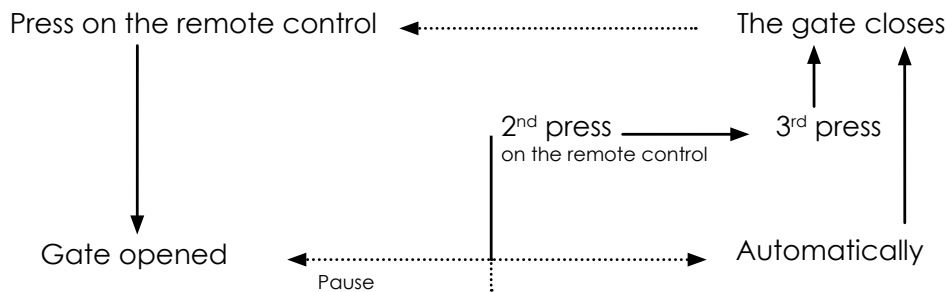 Press on the remote control
The gate closes
2nd press
on the remote control
3rd press
Gate opened
Pause
Automatically